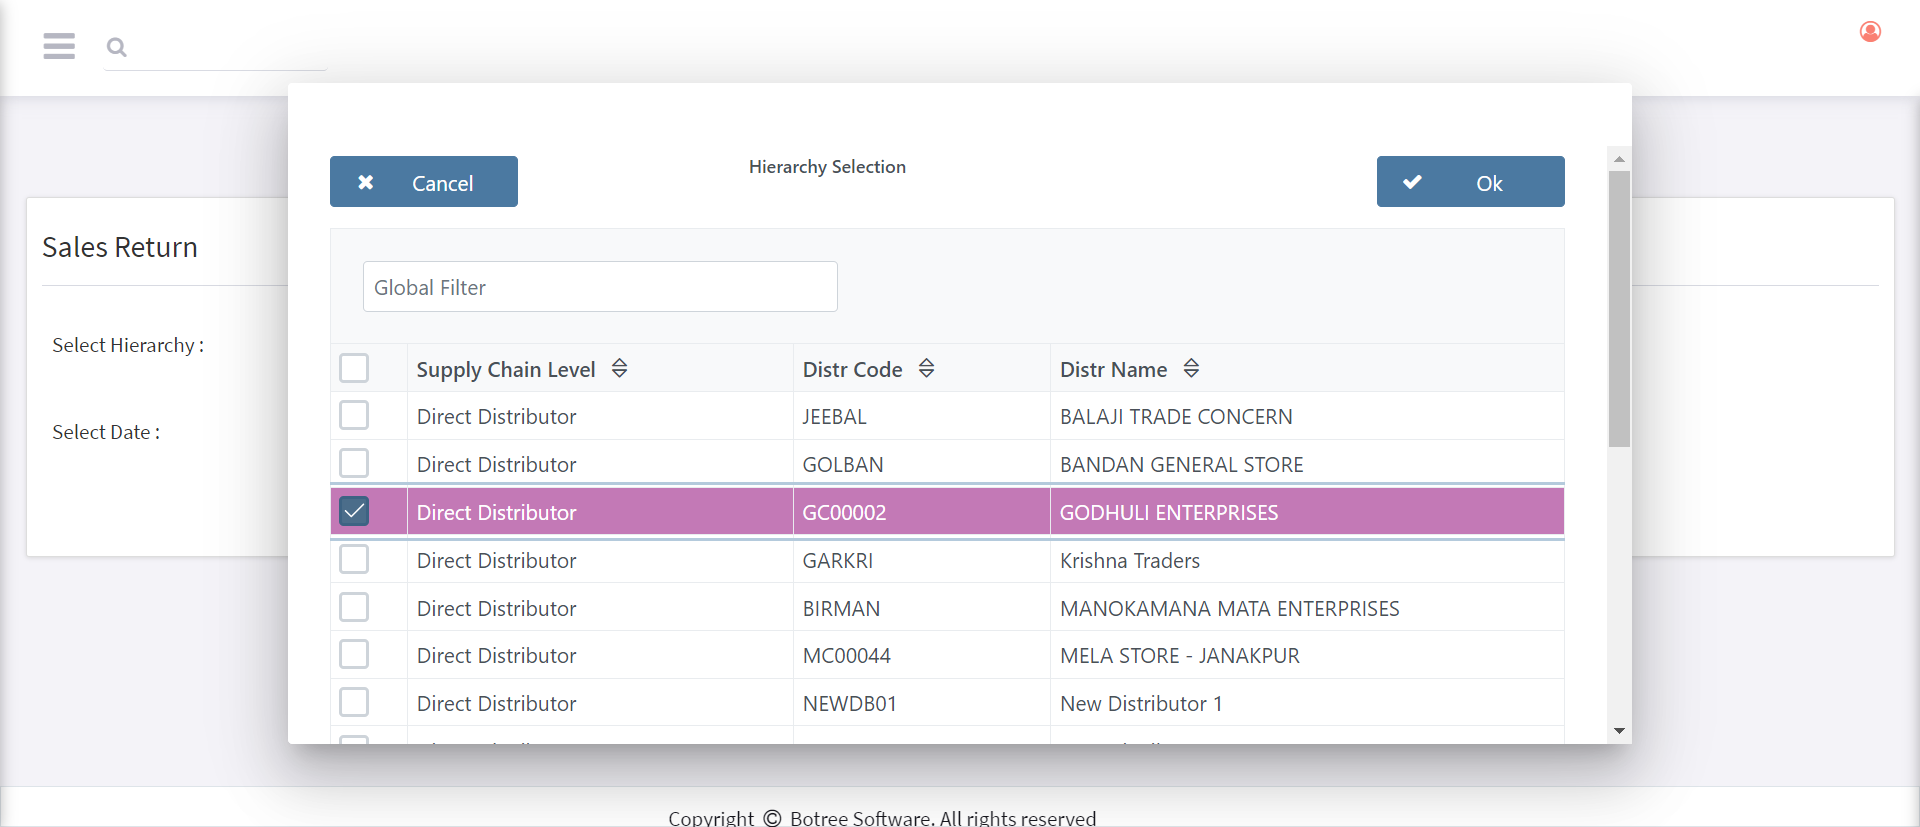 Cancel
Hierarchy Selection
Ok
Sales Return
Global Filter
Select Hierarchy :
Supply Chain Level Distr Code Distr Name
Direct Distributor JEEBAL BALAJI TRADE CONCERN
Select Date :
Direct Distributor GOLBAN BANDAN GENERAL STORE
Direct Distributor GC00002 GODHULI ENTERPRISES
Direct Distributor GARKRI Krishna Traders
Direct Distributor BIRMAN MANOKAMANA MATA ENTERPRISES
Direct Distributor MC00044 MELA STORE - JANAKPUR
Direct Distributor NEWDB01 New Distributor 1
Copyright © Botree Software. All rights reserved